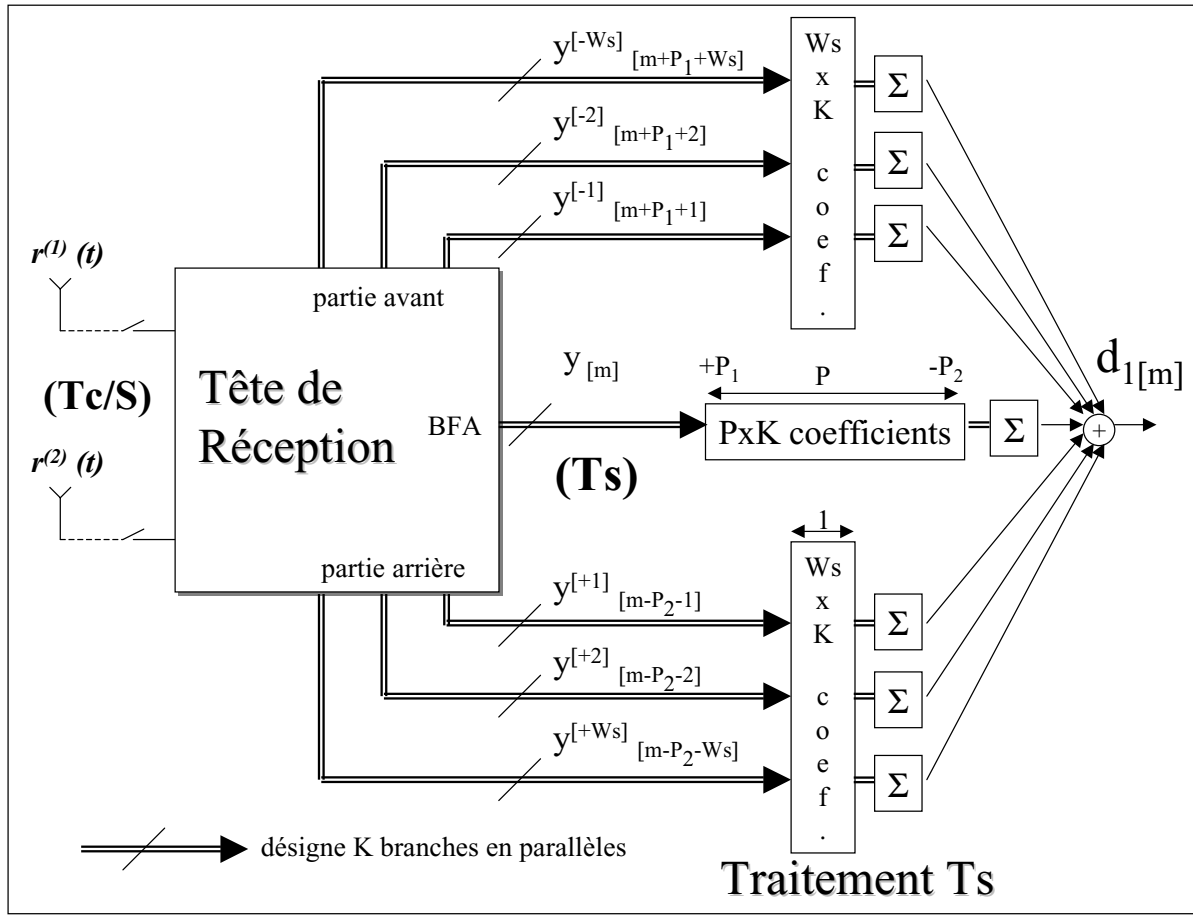 y[-Ws] [m+P1+Ws]
y[-2] [m+P1+2]
y[-1] [m+P1+1]
Ws
x
K
c
o
e
f
.
Σ
Σ
Σ
r(1) (t)
partie avant
(Tc/S)
Tête de
Réception
BFA
y [m]
(Ts)
+P1
P
-P2
PxK coefficients
Σ
+
d1[m]
r(2) (t)
partie arrière
1
y[+1] [m-P2-1]
y[+2] [m-P2-2]
y[+Ws] [m-P2-Ws]
Ws
x
K
c
o
e
f
.
Σ
Σ
Σ
désigne K branches en parallèles
Traitement Ts